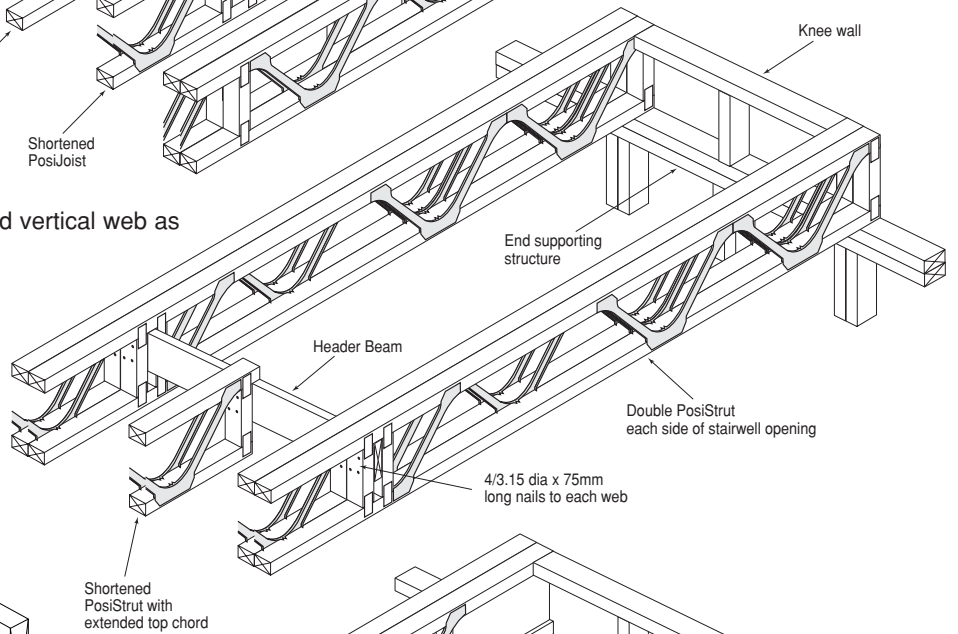 Knee wall
Shortened
PosiJoist
d vertical web as
End supporting
structure
Header Beam
Double PosiStrut
each side of stairwell opening
4/3.15 dia x 75mm
long nails to each web
Shortened
PosiStrut with
extended top chord